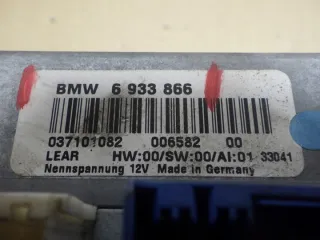 BMW 6 933 866
037101082 006582 00
LEAR HW:00/SW:00/AI:01 33041
Nennspannung 12V Made in Germany